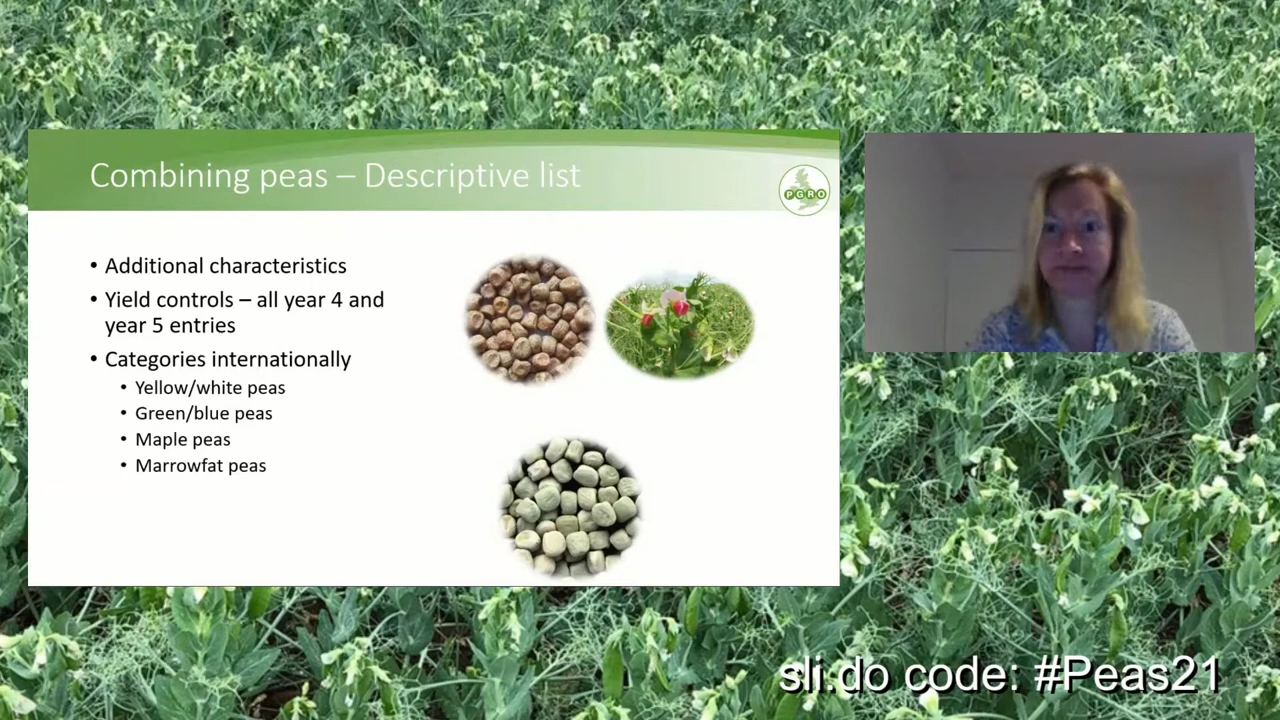 Combining peas – Descriptive list
PGRO
• Additional characteristics
• Yield controls – all year 4 and
year 5 entries
• Categories internationally
• Yellow/white peas
• Green/blue peas
• Maple peas
• Marrowfat peas
sli.do code: #Peas21